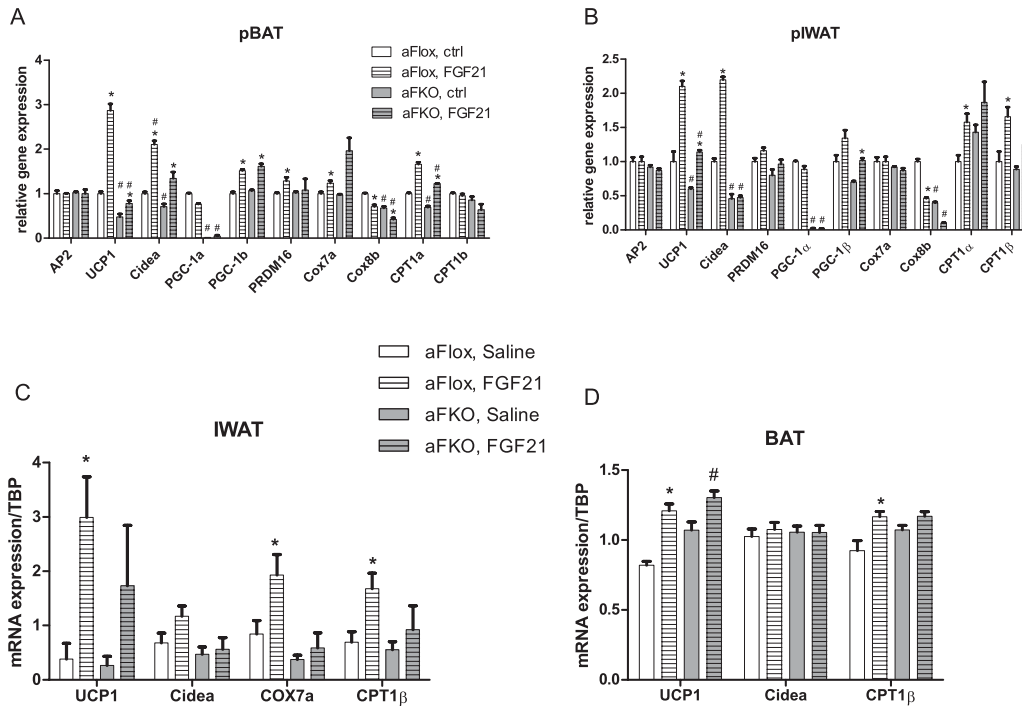 A
pBAT
aFlox, ctrl
aFlox, FGF21
aFKO, ctrl
aFKO, FGF21
relative gene expression
4
3
2
1
0
* # # * # * # * # # * * * * * # # * * # # *
AP2 UCP1 Cidea PGC-1a PGC-1b PRDM16 Cox7a Cox8b CPT1a CPT1b
B
pIWAT
relative gene expression
2.5
2.0
1.5
1.0
0.5
0.0
* # # * * # # # # * * # # * *
AP2 UCP1 Cidea PRDM16 PGC-1α PGC-1β Cox7a Cox8b CPT1α CPT1β
aFlox, Saline
aFlox, FGF21
aFKO, Saline
aFKO, FGF21
C
IWAT
mRNA expression/TBP
4
3
2
1
0
* * *
UCP1 Cidea COX7a CPT1β
D
BAT
mRNA expression/TBP
1.5
1.0
0.5
0.0
* # *
UCP1 Cidea CPT1β